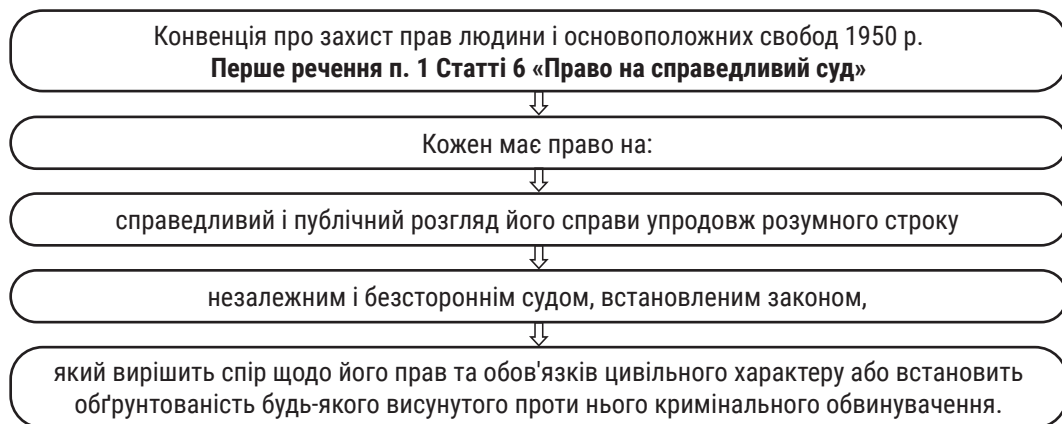 Конвенція про захист прав людини і основоположних свобод 1950 р.
Перше речення п. 1 Статті 6 «Право на справедливий суд»
Кожен має право на:
справедливий і публічний розгляд його справи упродовж розумного строку
незалежним і безстороннім судом, встановленим законом,
який вирішить спір щодо його прав та обов'язків цивільного характеру або встановить
обґрунтованість будь-якого висунутого проти нього кримінального обвинувачення.